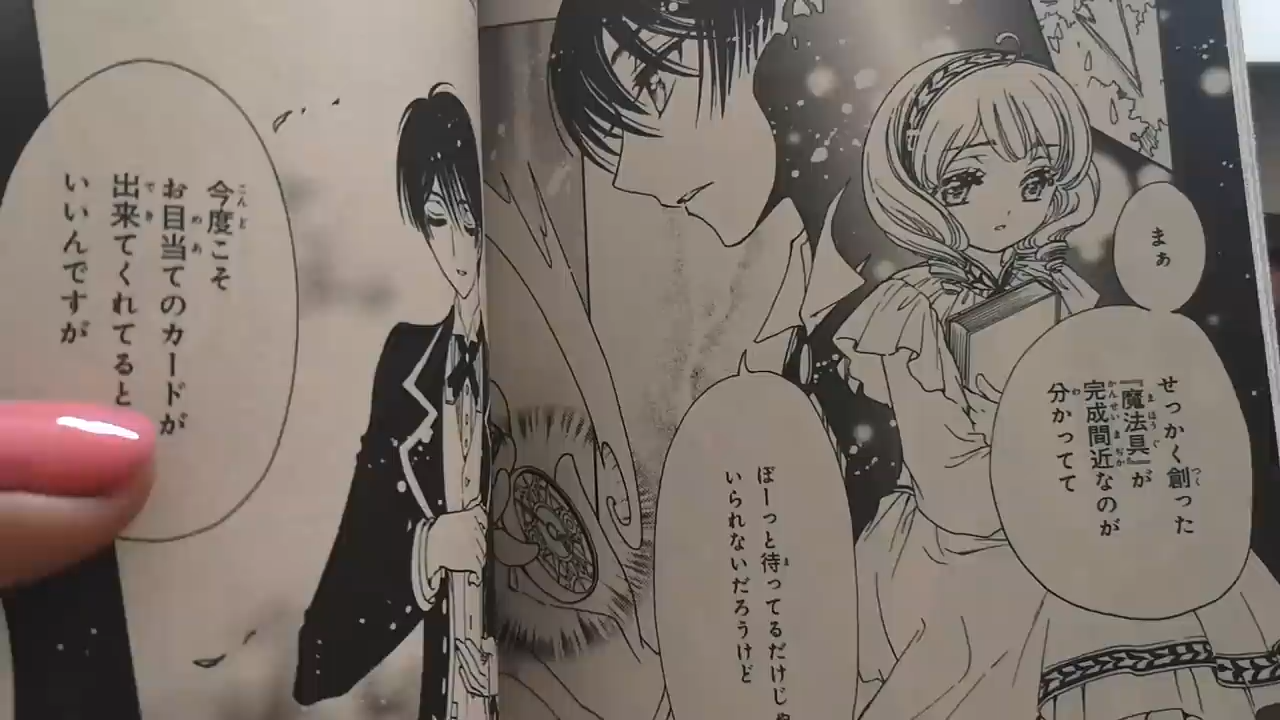 まぁ
せっかく創った
『魔法具』が
完成間近なのが
分かってて
ぼーっと待ってるだけじゃ
いられないだろうけど
今度こそ
お目当てのカードが
出来てくれてると
いいんですが